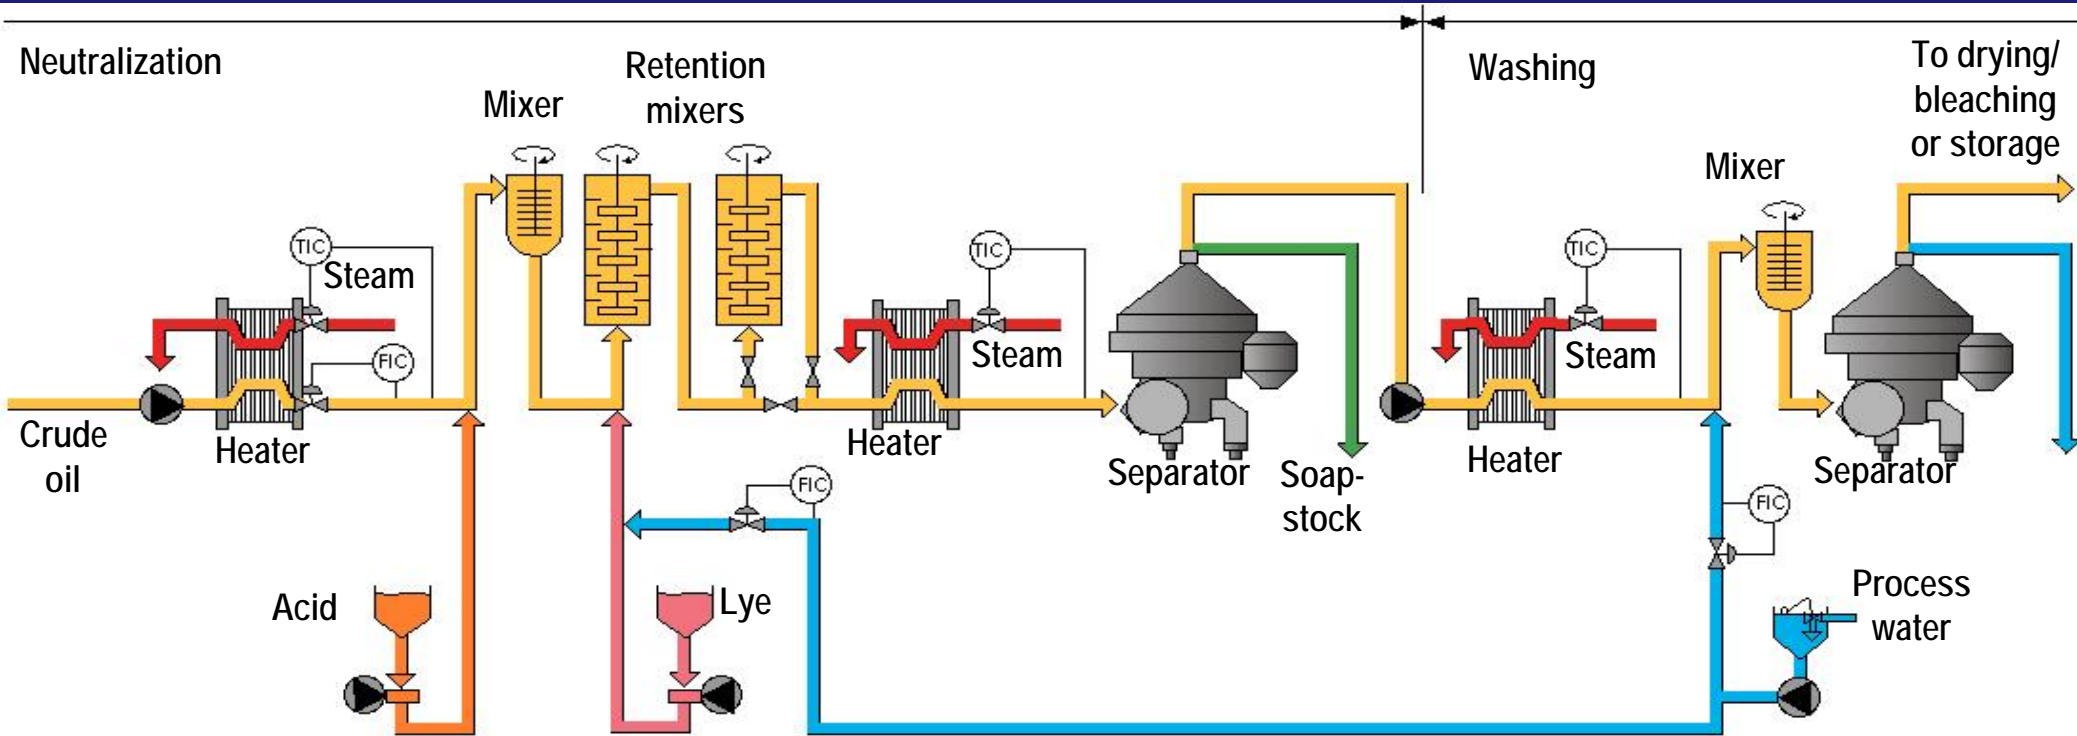 Neutralization
Retention
mixers
Mixer
Washing
To drying/
bleaching
or storage
Mixer
TIC
Steam
FIC
TIC
Steam
TIC
Steam
Crude
oil
Heater
Heater
Separator
Soap-
stock
Heater
Separator
FIC
FIC
Acid
Lye
Process
water